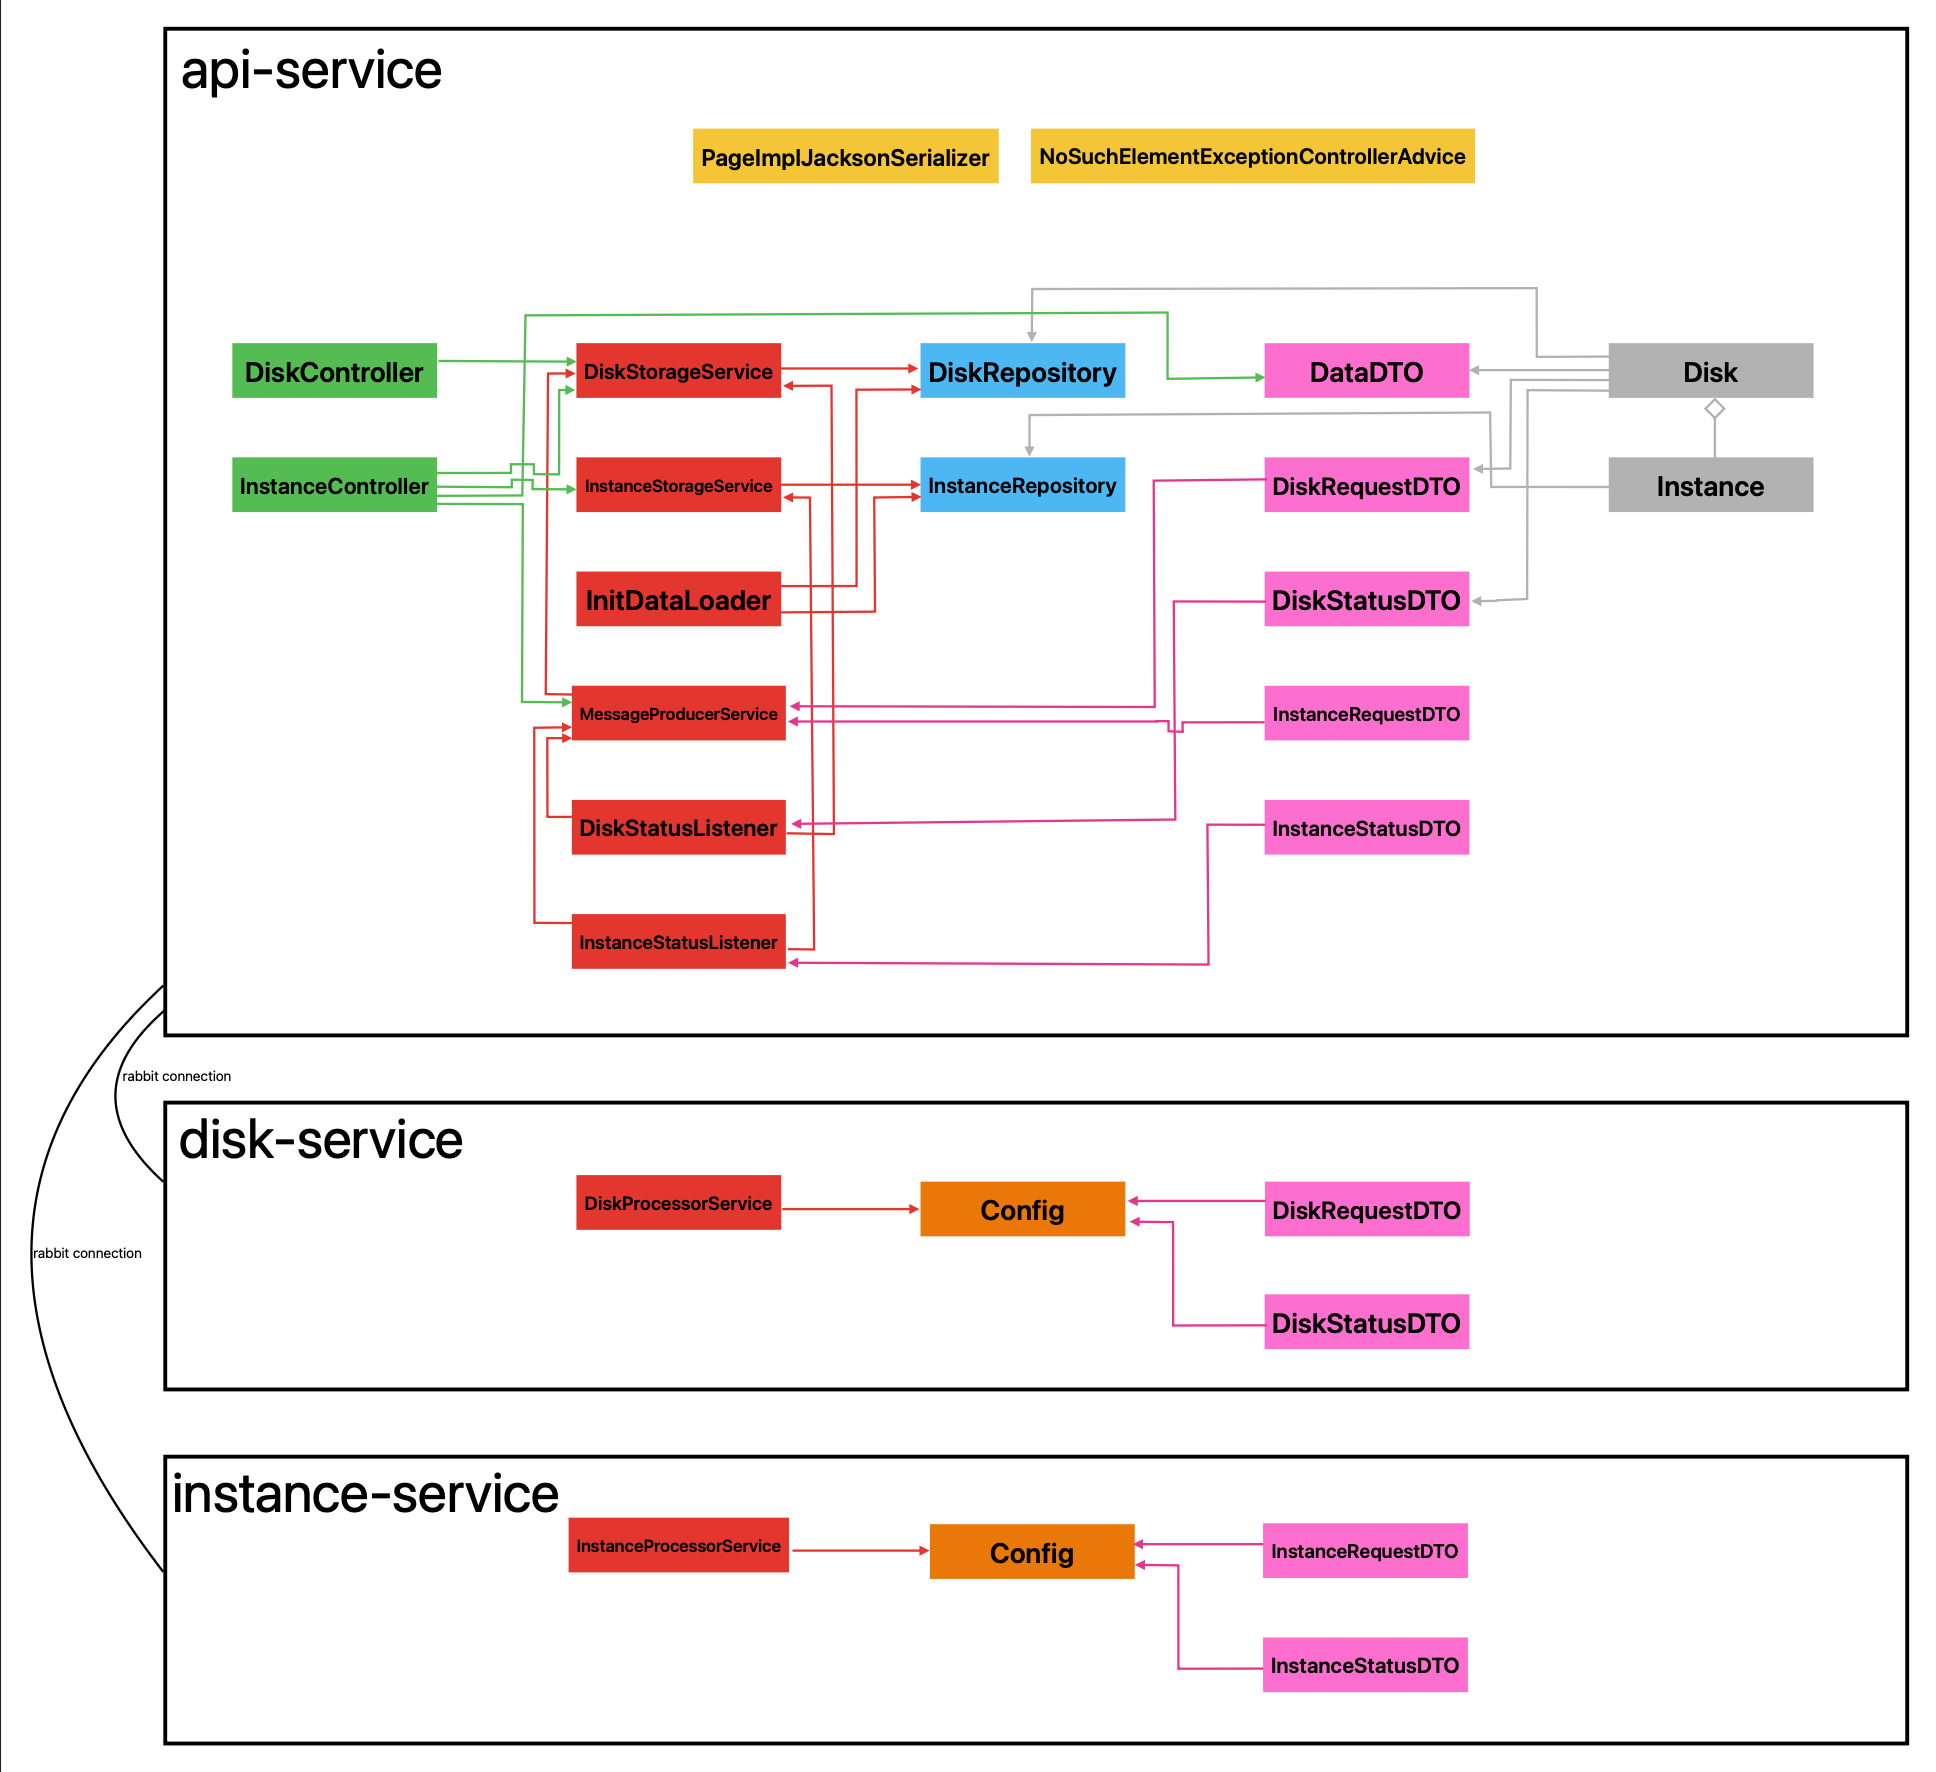 api-service
PageImplJacksonSerializer
NoSuchElementExceptionControllerAdvice
DiskController
DiskStorageService
DiskRepository
DataDTO
Disk
InstanceController
InstanceStorageService
InstanceRepository
DiskRequestDTO
Instance
InitDataLoader
DiskStatusDTO
MessageProducerService
InstanceRequestDTO
DiskStatusListener
InstanceStatusDTO
InstanceStatusListener
rabbit connection
disk-service
DiskProcessorService
Config
DiskRequestDTO
rabbit connection
DiskStatusDTO
instance-service
InstanceProcessorService
Config
InstanceRequestDTO
InstanceStatusDTO